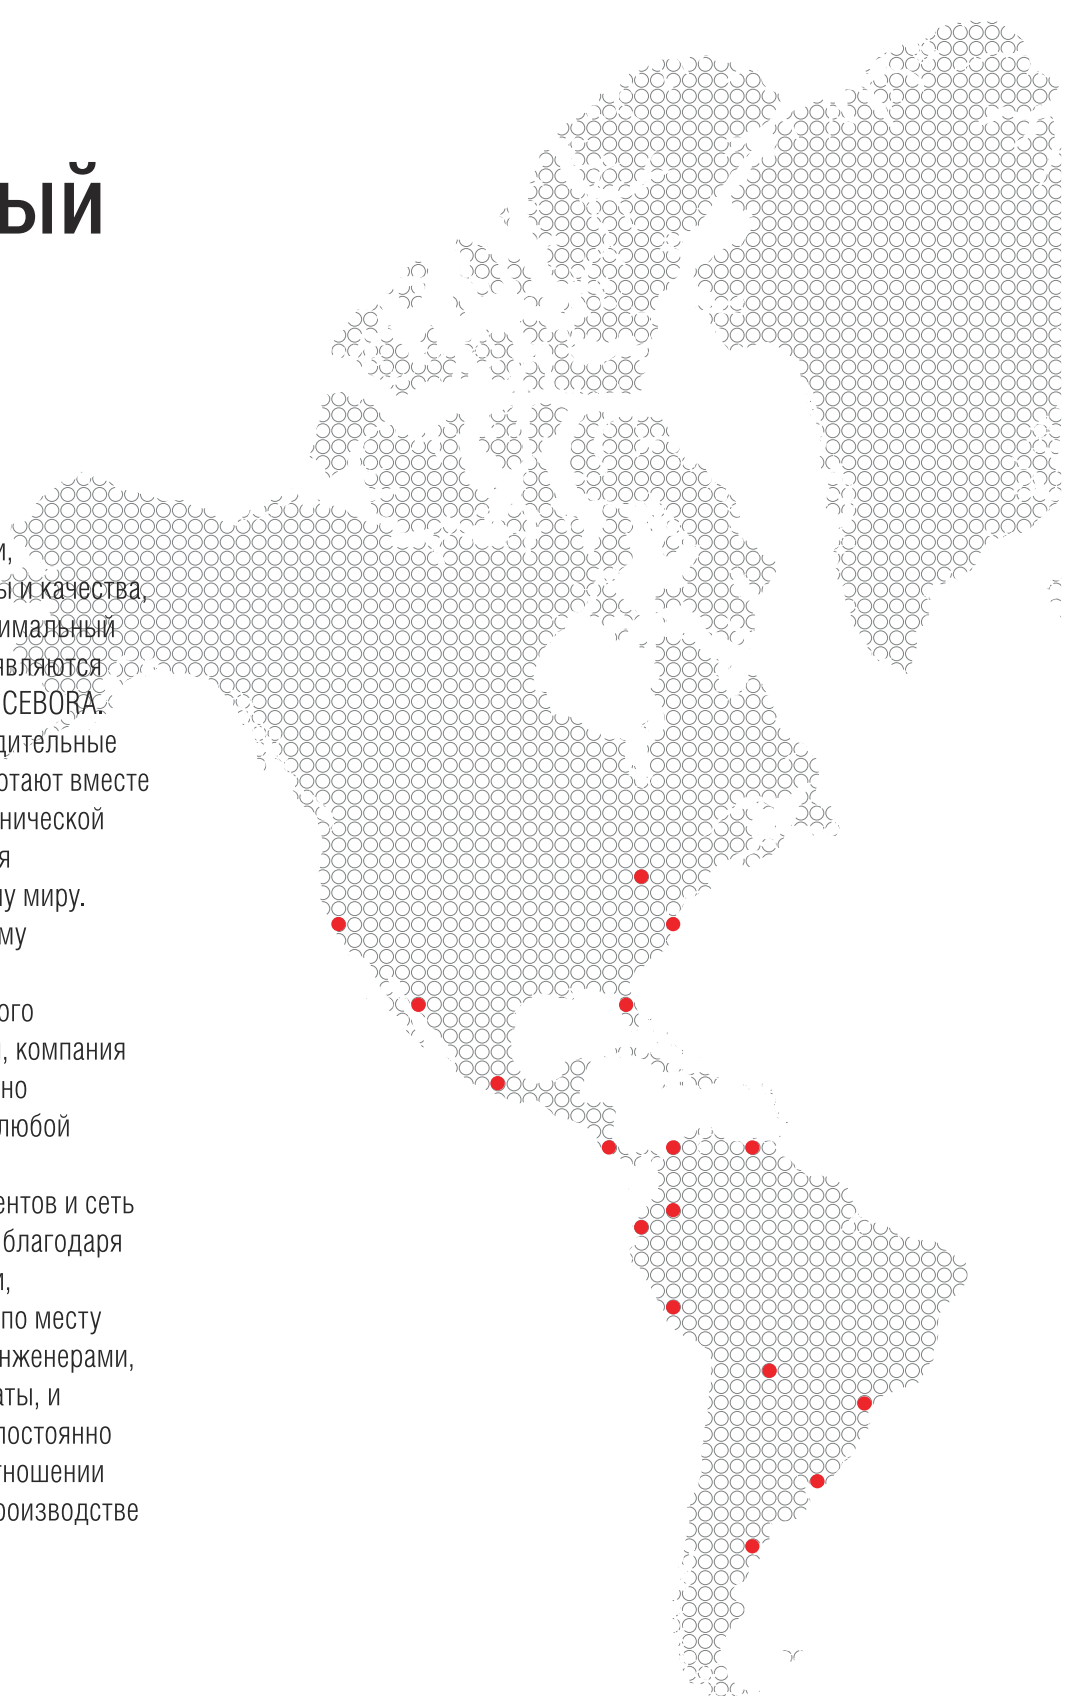 ЫЙ
и,
ы и качества,
имальный
являются
CEBORA.
дительные
отают вместе
нической
я
у миру.
му
ого
, компания
но
любой
ентов и сеть
благодаря
и,
по месту
нженерами,
аты, и
постоянно
тношении
роизводстве